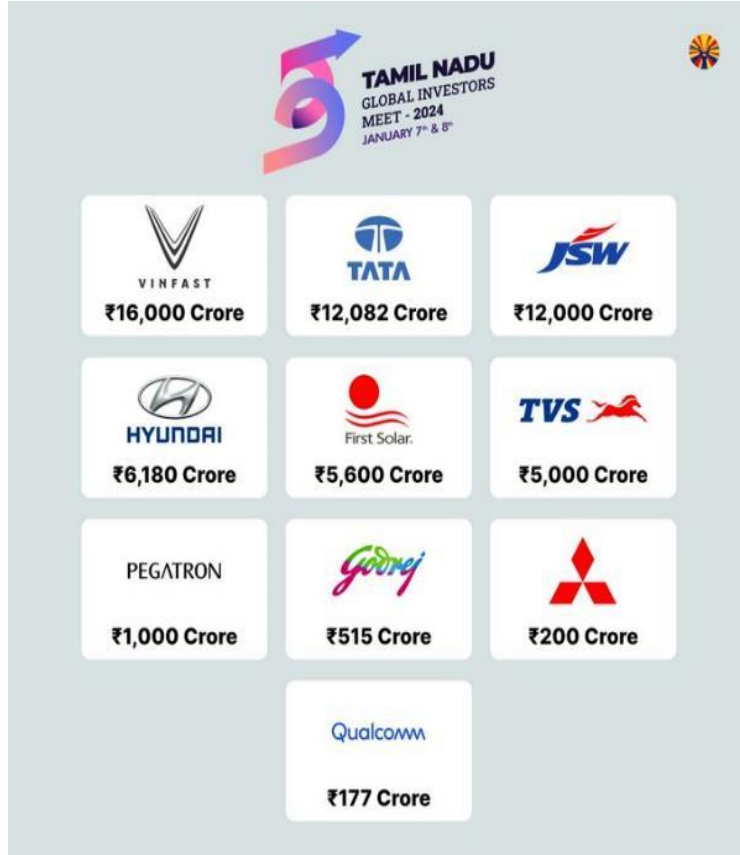 TAMIL NADU
GLOBAL INVESTORS
MEET - 2024
JANUARY 7th & 8th
VINFAST
₹16,000 Crore
TATA
₹12,082 Crore
JSW
₹12,000 Crore
HYUNDAI
₹6,180 Crore
First Solar.
₹5,600 Crore
TVS
₹5,000 Crore
PEGATRON
₹1,000 Crore
Godrej
₹515 Crore
₹200 Crore
Qualcomm
₹177 Crore